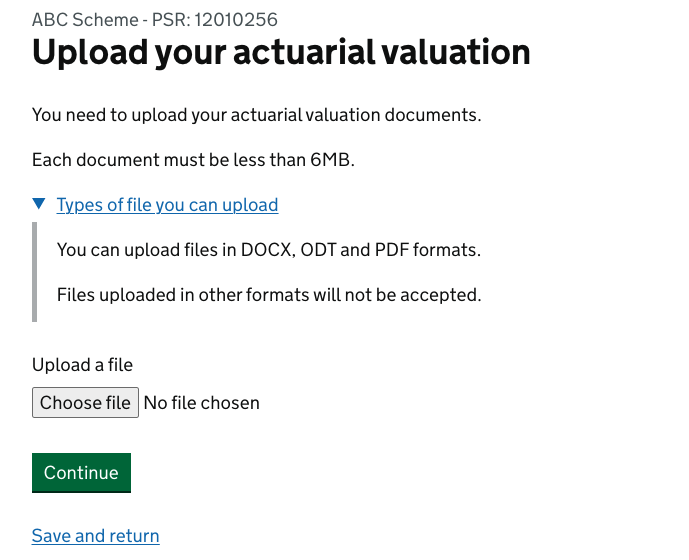 ABC Scheme - PSR: 12010256
Upload your actuarial valuation
You need to upload your actuarial valuation documents.
Each document must be less than 6MB.
Types of file you can upload
You can upload files in DOCX, ODT and PDF formats.
Files uploaded in other formats will not be accepted.
Upload a file
Choose file No file chosen
Continue
Save and return